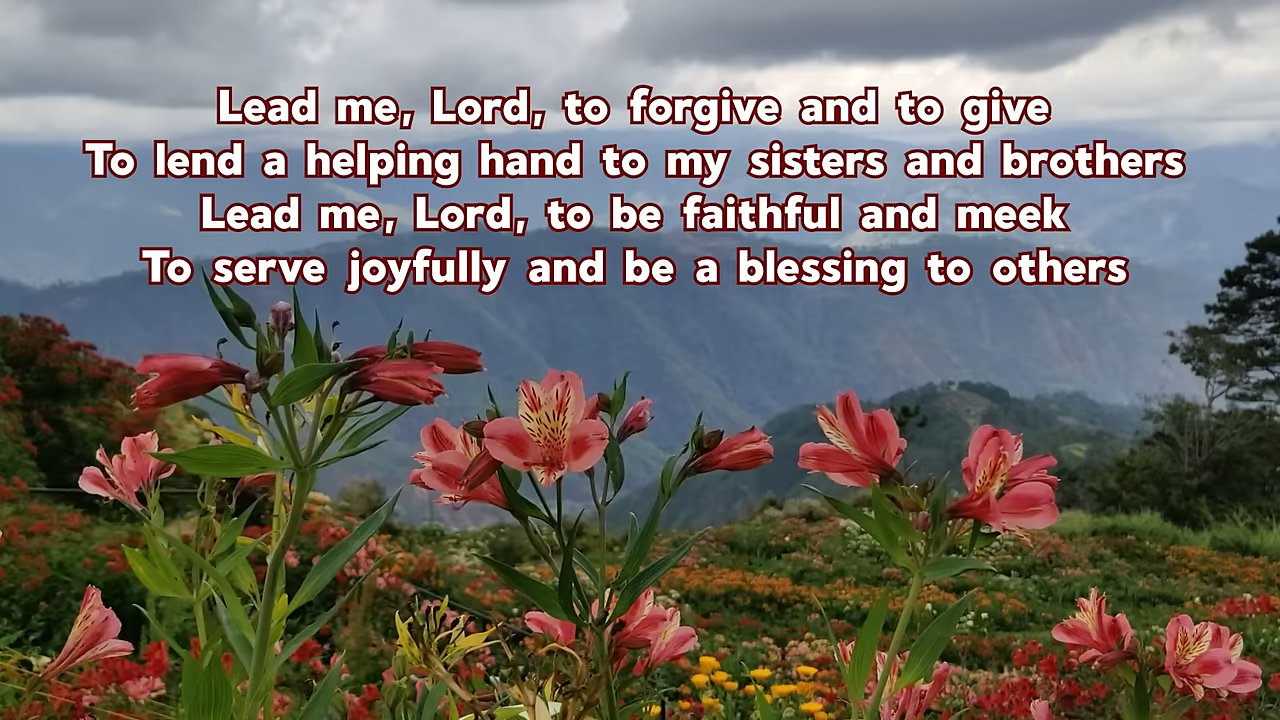 Lead me, Lord, to forgive and to give
To lend a helping hand to my sisters and brothers
Lead me, Lord, to be faithful and meek
To serve joyfully and be a blessing to others